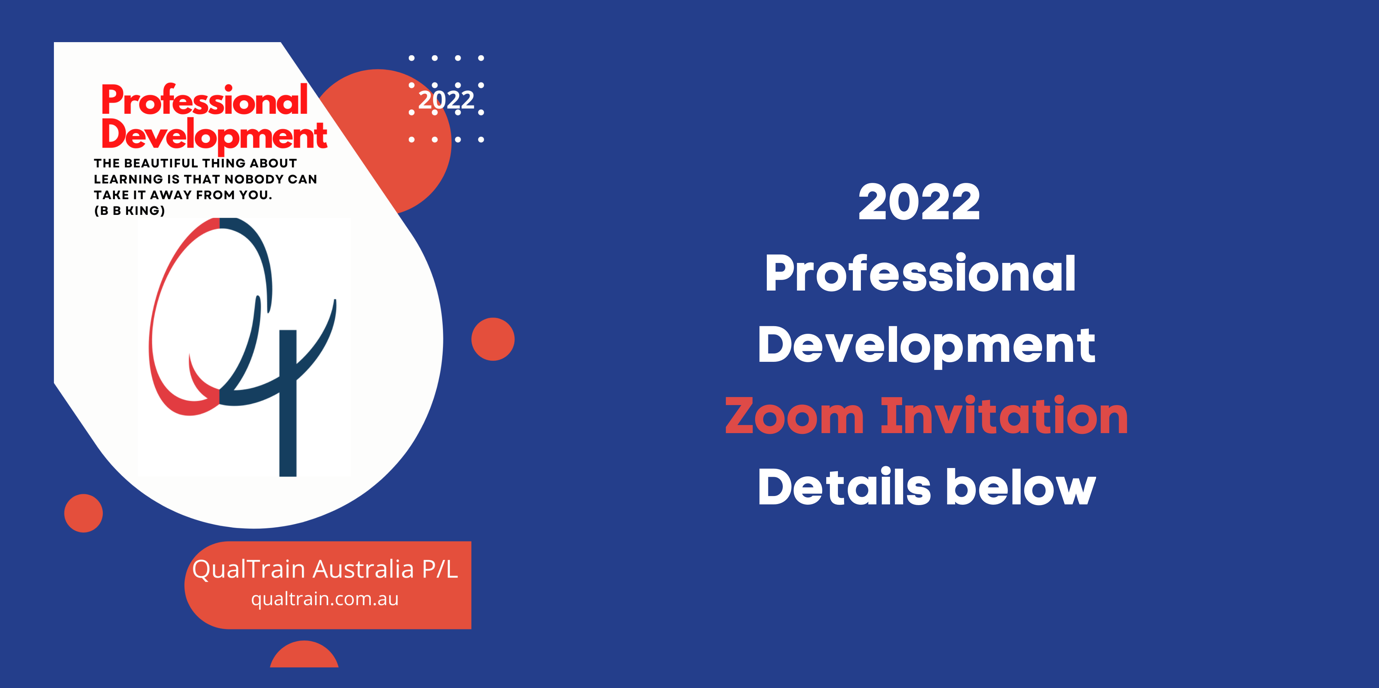 Professional
Development
THE BEAUTIFUL THING ABOUT
LEARNING IS THAT NOBODY CAN
TAKE IT AWAY FROM YOU.
(B B KING)
2022
QT
QualTrain Australia P/L
qualtrain.com.au
2022
Professional
Development
Zoom Invitation
Details below